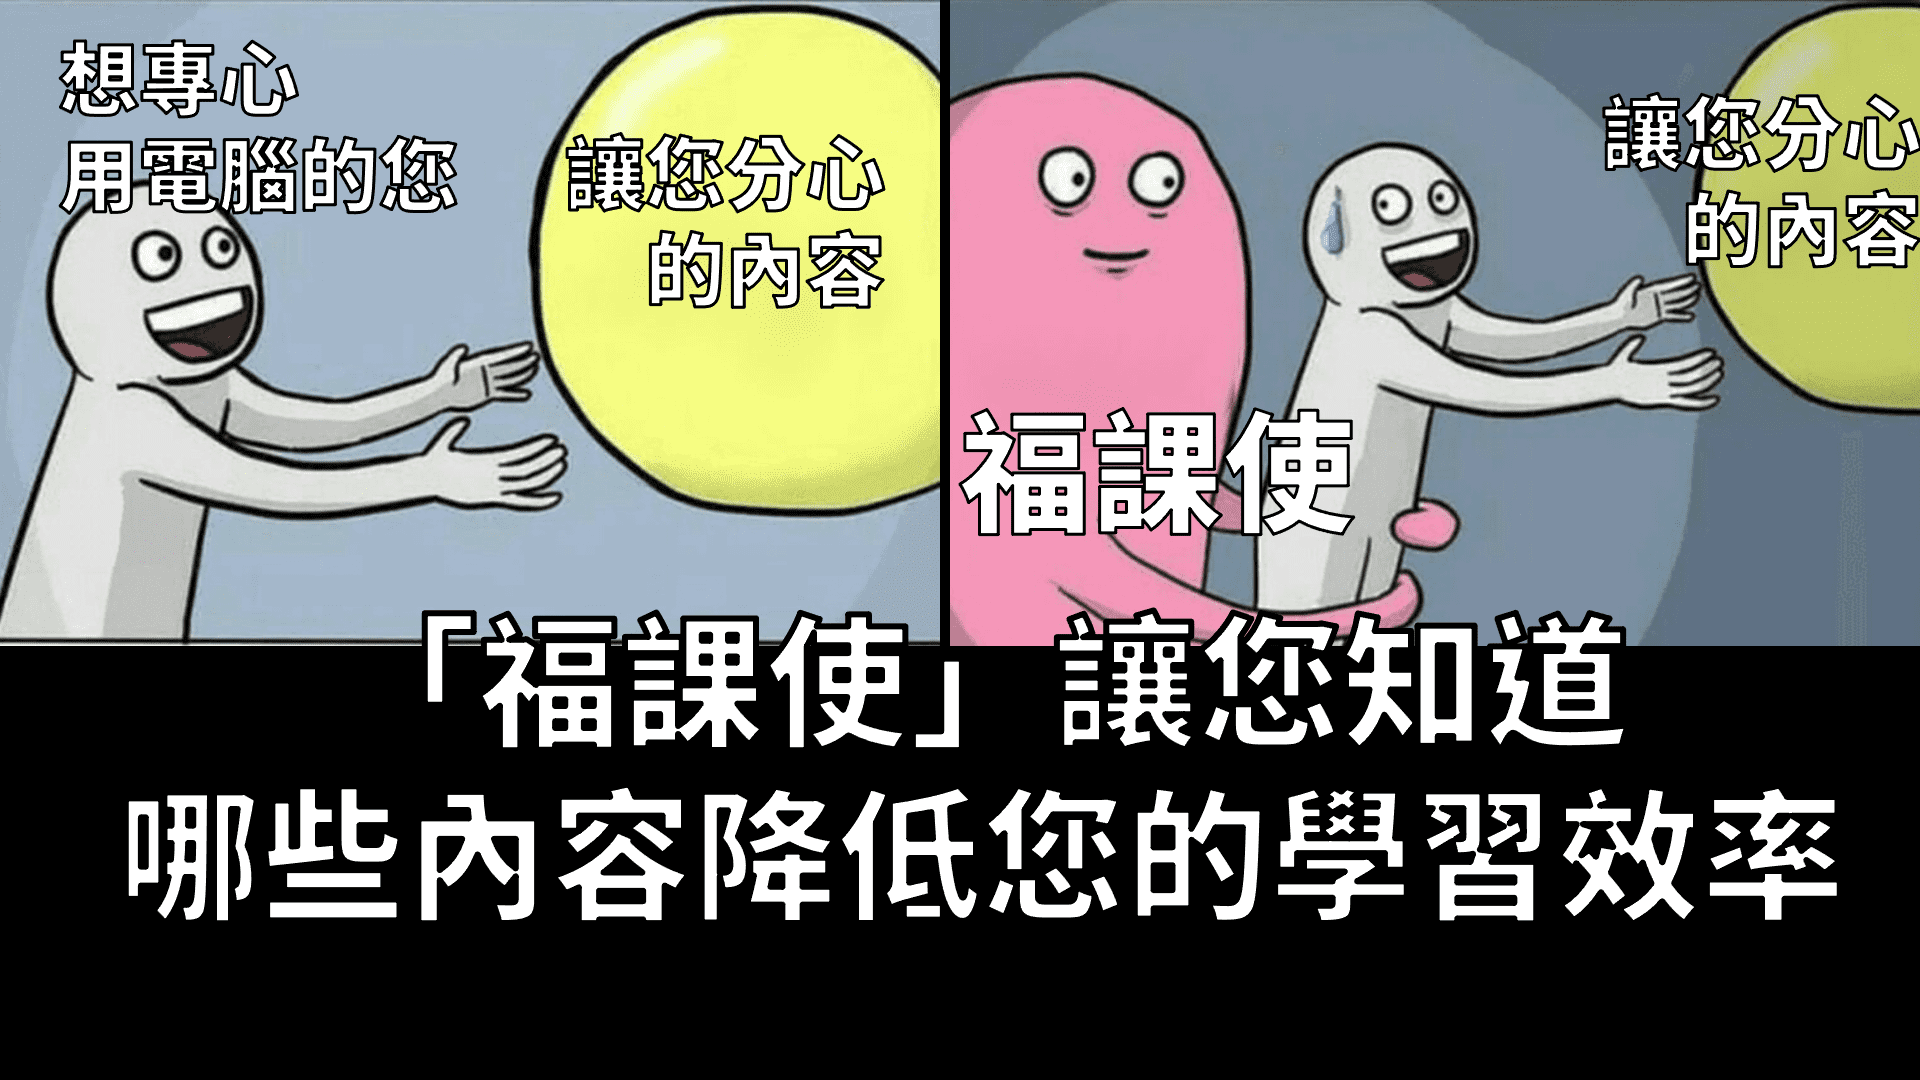 想專心
用電腦的您
讓您分心
的內容
讓您分心
的內容
福課使
「福課使」讓您知道
哪些內容降低您的學習效率